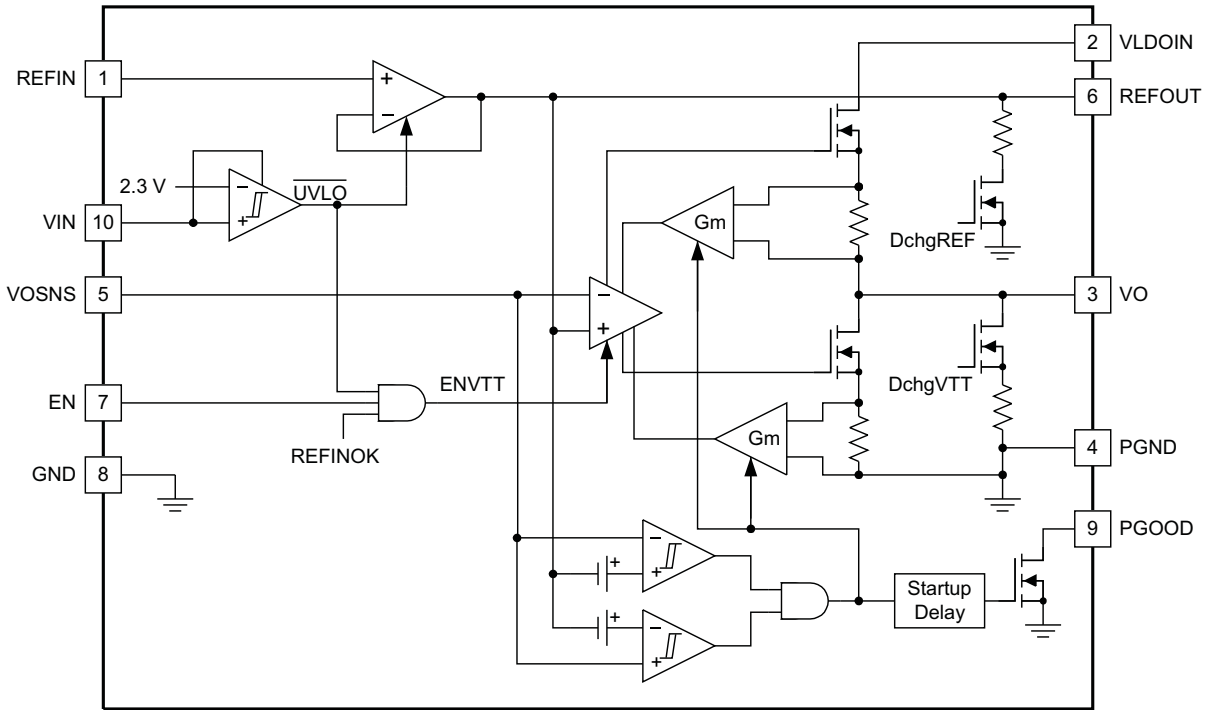 REFIN 1
2 VLDOIN
6 REFOUT
+
−
2.3 V
−
+
UVLO
VIN 10
Gm
DchgREF
VOSNS 5
−
+
3 VO
EN 7
ENVTT
REFINOK
DchgVTT
Gm
4 PGND
GND 8
9 PGOOD
−
+
+
Startup
Delay
+
−
+